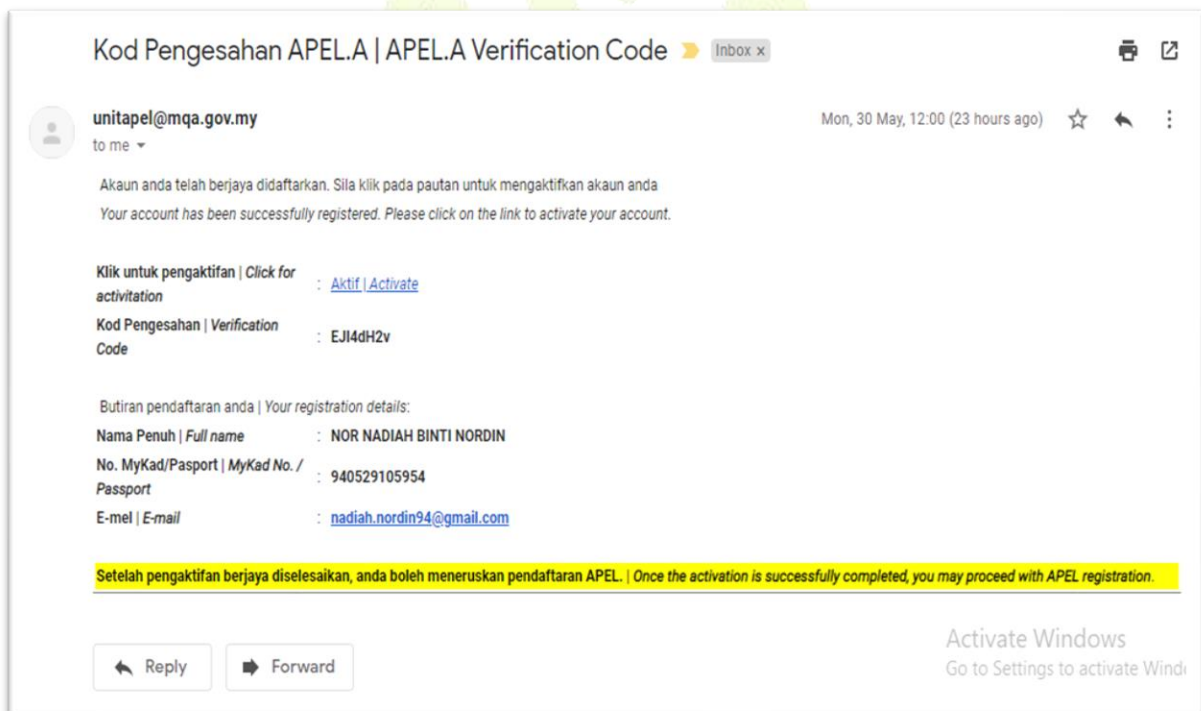 Kod Pengesahan APEL.A | APEL.A Verification Code Inbox x
unitapel@mqa.gov.my Mon, 30 May, 12:00 (23 hours ago)
to me
Akaun anda telah berjaya didaftarkan. Sila klik pada pautan untuk mengaktifkan akaun anda
Your account has been successfully registered. Please click on the link to activate your account.
Klik untuk pengaktifan | Click for
activitation
: Aktif | Activate
Kod Pengesahan | Verification
Code
: EJI4dH2v
Butiran pendaftaran anda | Your registration details:
Nama Penuh | Full name : NOR NADIAH BINTI NORDIN
No. MyKad/Pasport | MyKad No. /
Passport
: 940529105954
E-mel | E-mail : nadiah.nordin94@gmail.com
Setelah pengaktifan berjaya diselesaikan, anda boleh meneruskan pendaftaran APEL. | Once the activation is successfully completed, you may proceed with APEL registration.
Reply Forward
Activate Windows
Go to Settings to activate